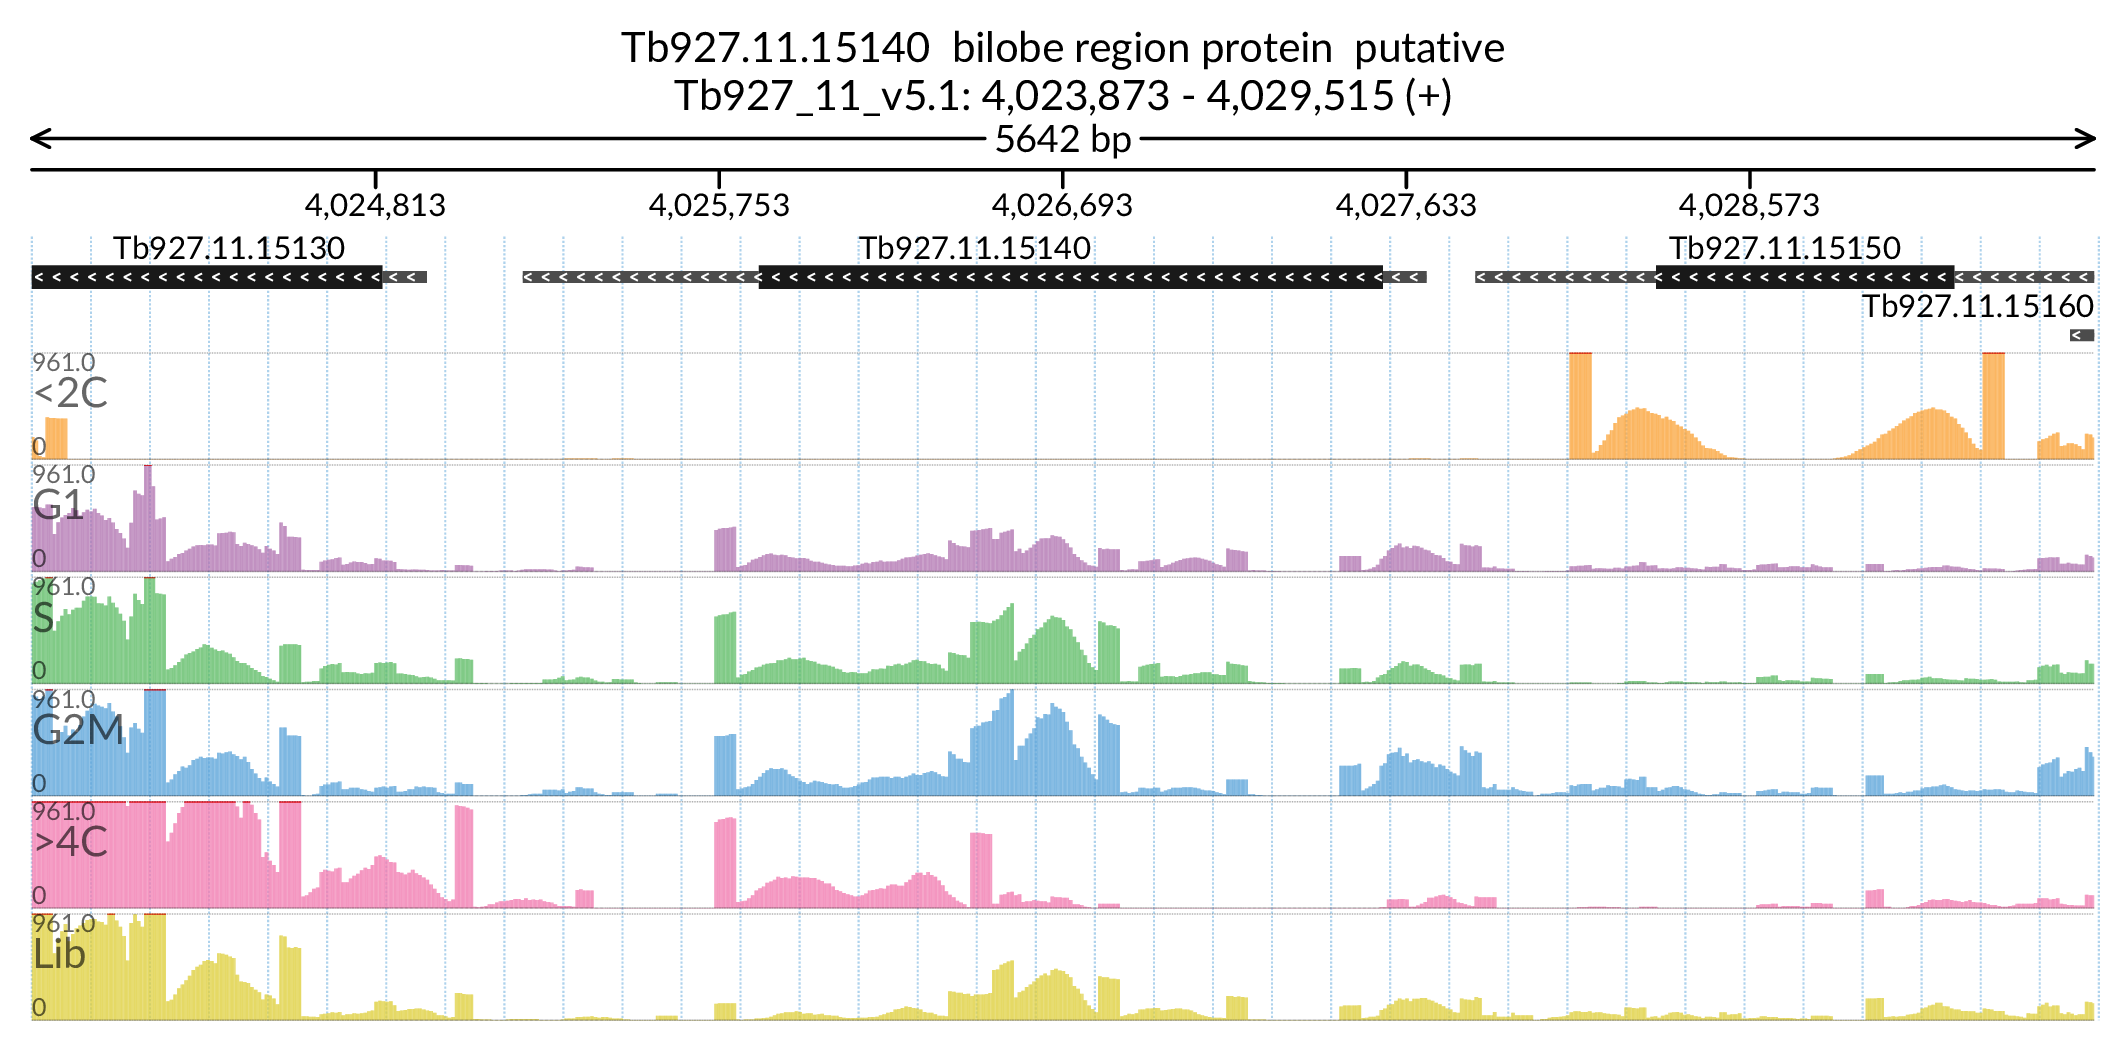 Tb927.11.15140 bilobe region protein putative
Tb927_11_v5.1: 4,023,873 - 4,029,515 (+)
5642 bp
4,024,813 4,025,753 4,026,693 4,027,633 4,028,573
Tb927.11.15130 Tb927.11.15140 Tb927.11.15150
Tb927.11.15160
961.0
<2C
0
961.0
G1
0
961.0
S
0
961.0
G2M
0
961.0
>4C
0
961.0
Lib
0